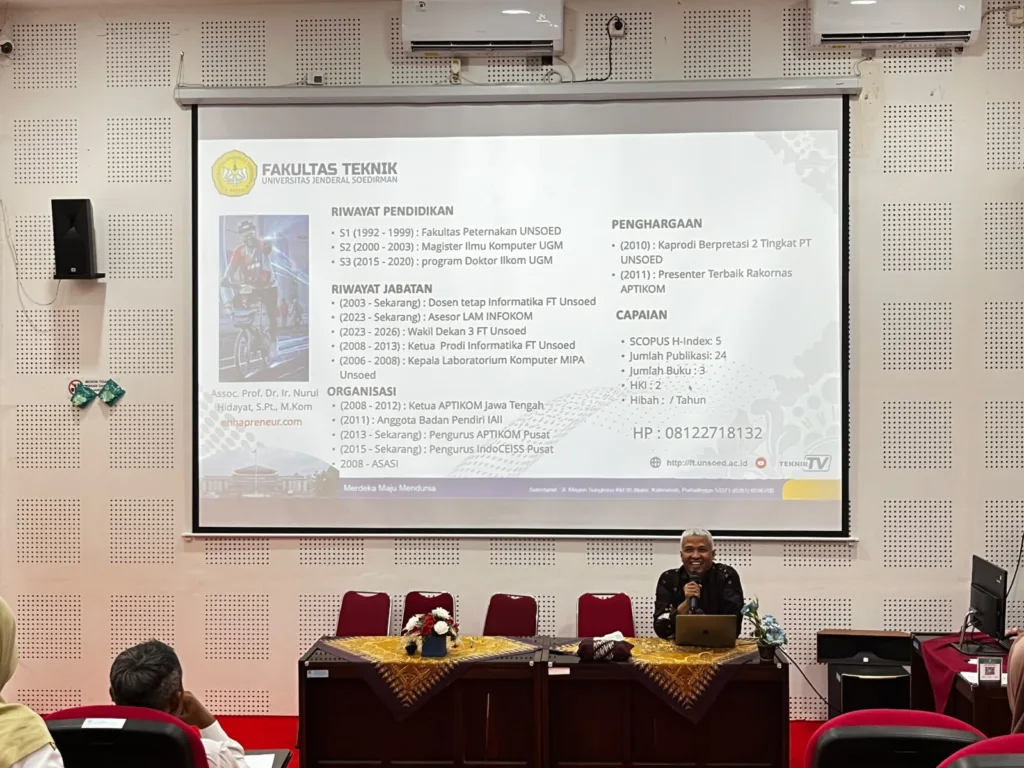 FAKULTAS TEKNIK
UNIVERSITAS JENDERAL SOEDIRMAN
RIWAYAT PENDIDIKAN
• S1 (1992 - 1999) : Fakultas Peternakan UNSOED
• S2 (2000 - 2003) : Magister Ilmu Komputer UGM
• S3 (2015 - 2020) : program Doktor Ilkom UGM
RIWAYAT JABATAN
• (2003 - Sekarang) : Dosen tetap Informatika FT Unsoed
• (2023 - Sekarang) : Asesor LAM INFOKOM
• (2023 - 2026) : Wakil Dekan 3 FT Unsoed
• (2008 - 2013) : Ketua Prodi Informatika FT Unsoed
• (2006 - 2008) : Kepala Laboratorium Komputer MIPA
Unsoed
ORGANISASI
• (2008 - 2012) : Ketua APTIKOM Jawa Tengah
• (2011) : Anggota Badan Pendiri IAII
• (2013 - Sekarang) : Pengurus APTIKOM Pusat
• (2015 - Sekarang) : Pengurus IndoCEISS Pusat
• 2008 - ASASI
Assoc. Prof. Dr. Ir. Nurul
Hidayat, S.Pt., M.Kom
enhapreneur.com
PENGHARGAAN
• (2010) : Kaprodi Berpretasi 2 Tingkat PT
UNSOED
• (2011) : Presenter Terbaik Rakornas
APTIKOM
CAPAIAN
• SCOPUS H-Index: 5
• Jumlah Publikasi: 24
• Jumlah Buku : 3
• HKI : 2
• Hibah : / Tahun
HP : 08122718132
http://ft.unsoed.ac.id
TEKNIK TV
Merdeka Maju Mendunia